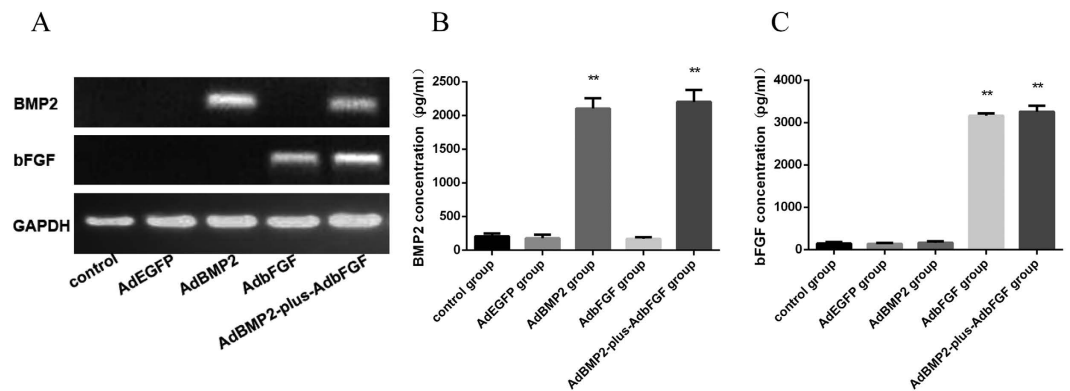 A
BMP2
bFGF
GAPDH
control
AdEGFP
AdBMP2
AdbFGF
AdBMP2-plus-AdbFGF
B
BMP2 concentration (pg/ml)
2500
2000
1500
1000
500
0
**
**
control group
AdEGFP group
AdBMP2 group
AdbFGF group
AdBMP2-plus-AdbFGF group
C
bFGF concentration (pg/ml)
4000
3000
2000
1000
0
**
**
control group
AdEGFP group
AdBMP2 group
AdbFGF group
AdBMP2-plus-AdbFGF group